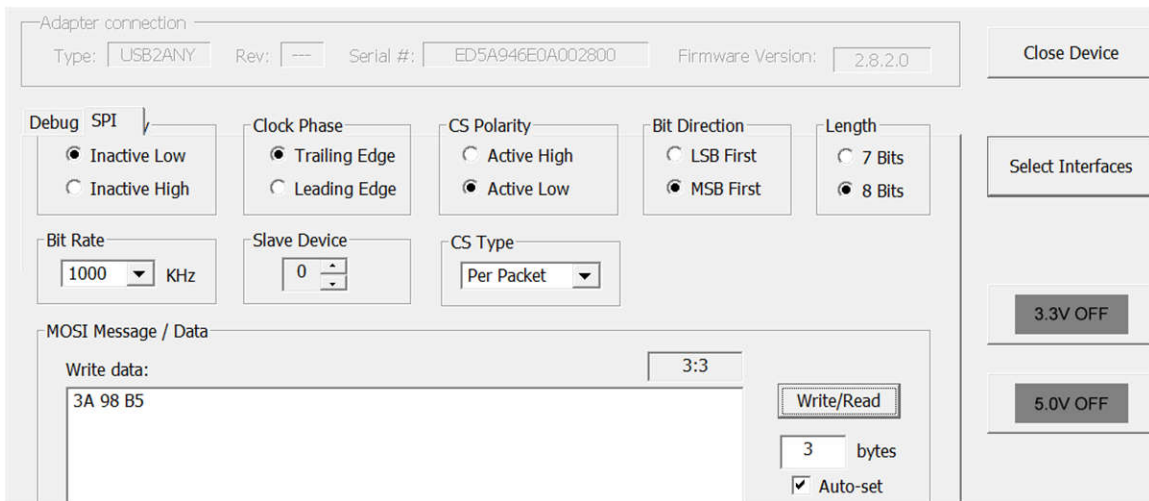 Adapter connection
Type: USB2ANY Rev: --- Serial #: ED5A946E0A002800 Firmware Version: 2.8.2.0
Close Device
Debug SPI
Clock Phase
CS Polarity
Bit Direction
Length
Inactive Low
Trailing Edge
Active High
LSB First
7 Bits
Select Interfaces
Inactive High
Leading Edge
Active Low
MSB First
8 Bits
Bit Rate
Slave Device
CS Type
1000 KHz
0
Per Packet
3.3V OFF
MOSI Message / Data
Write data:
3:3
3A 98 B5
Write/Read
5.0V OFF
3 bytes
Auto-set